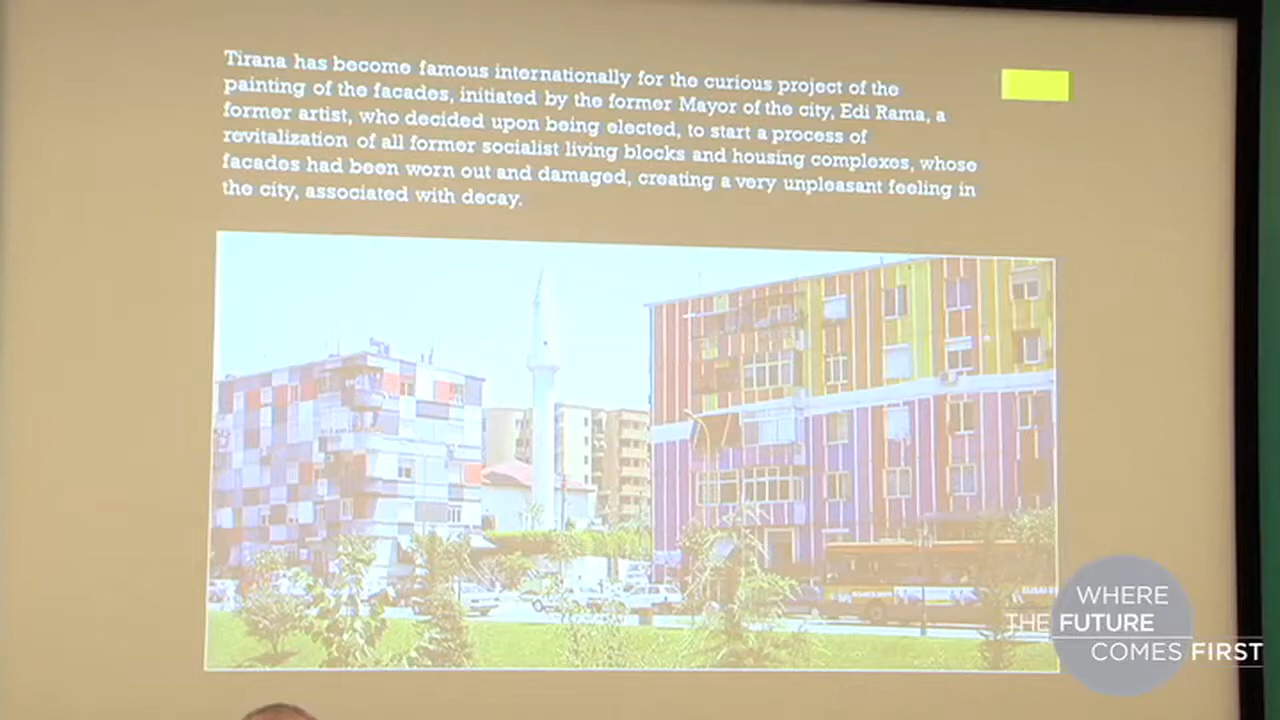 Tirana has become famous internationally for the curious project of the
painting of the facades, initiated by the former Mayor of the city, Edi Rama, a
former artist, who decided upon being elected, to start a process of
revitalization of all former socialist living blocks and housing complexes, whose
facades had been worn out and damaged, creating a very unpleasant feeling in
the city, associated with decay.
WHERE
THE FUTURE
COMES FIRST